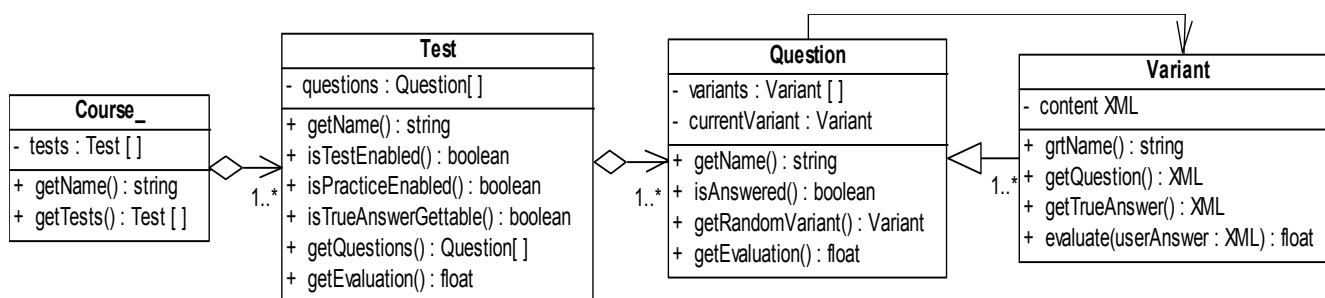 Course_
- tests : Test [ ]
+ getName() : string
+ getTests() : Test [ ]
1..*
Test
- questions : Question[ ]
+ getName() : string
+ isTestEnabled() : boolean
+ isPracticeEnabled() : boolean
+ isTrueAnswerGettable() : boolean
+ getQuestions() : Question[ ]
+ getEvaluation() : float
1..*
Question
- variants : Variant [ ]
- currentVariant : Variant
+ getName() : string
+ isAnswered() : boolean
+ getRandomVariant() : Variant
+ getEvaluation() : float
1..*
Variant
- content XML
+ grtName() : string
+ getQuestion() : XML
+ getTrueAnswer() : XML
+ evaluate(userAnswer : XML) : float